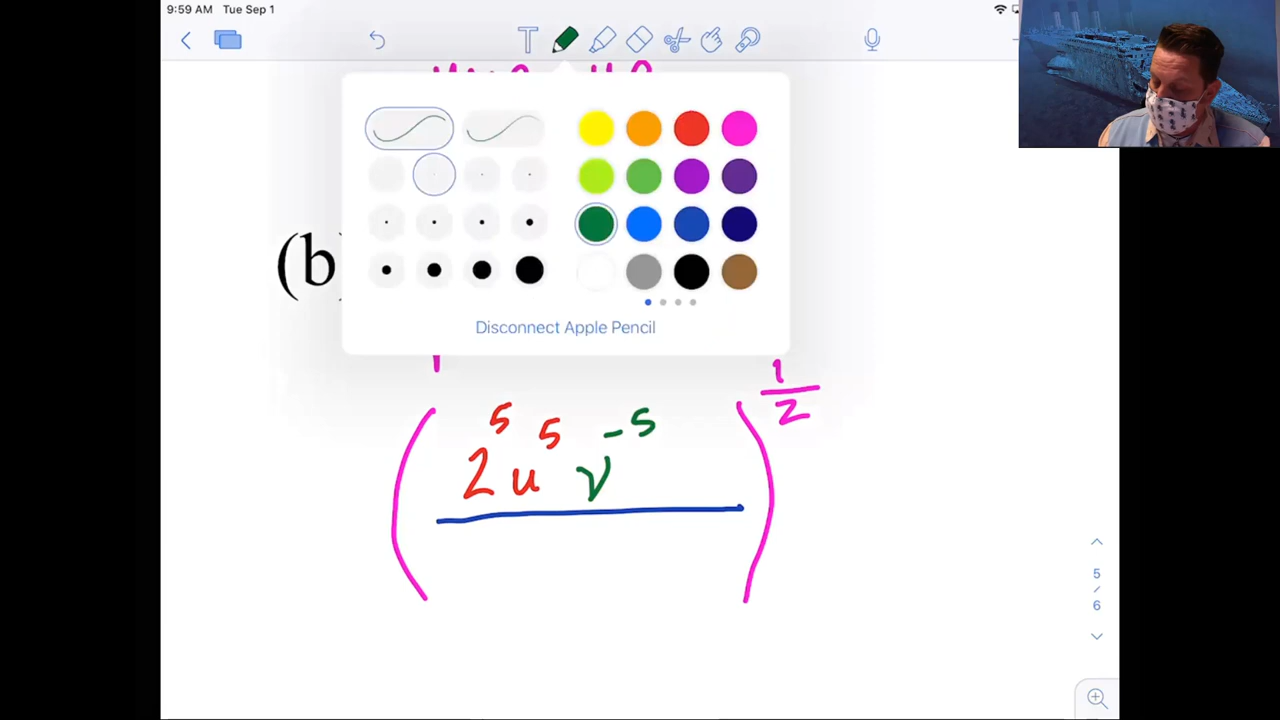 9:59 AM Tue Sep 1
T
(b)
Disconnect Apple Pencil
1
2
5 5 -5
2 u v
5
6